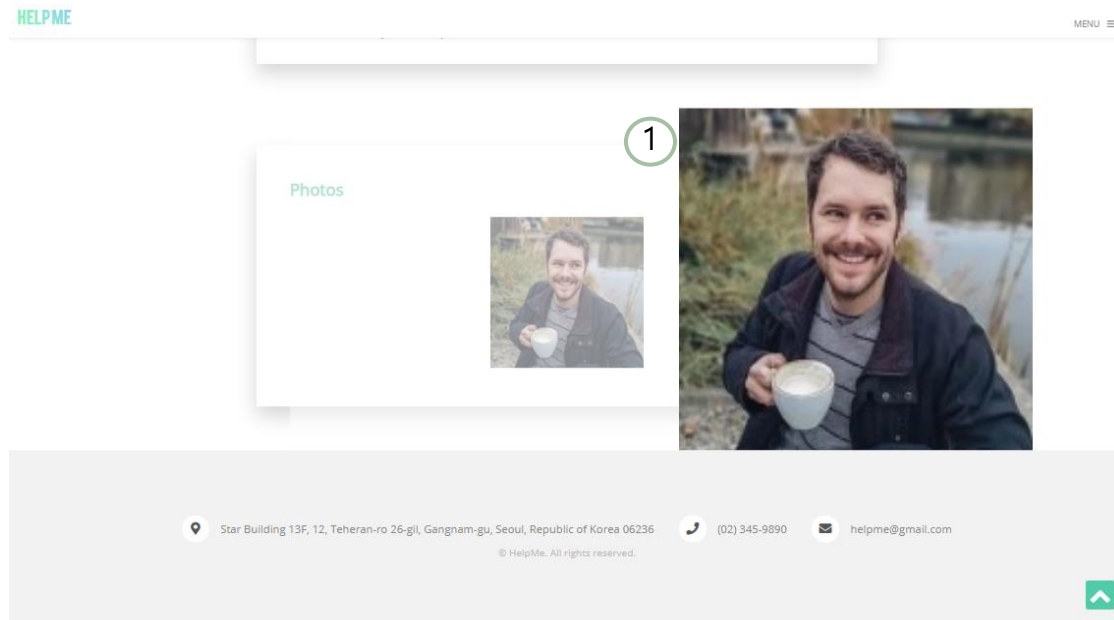 HELPME
MENU
1
Photos
Star Building 13F, 12, Teheran-ro 26-gil, Gangnam-gu, Seoul, Republic of Korea 06236
(02) 345-9890
helpme@gmail.com
© HelpMe. All rights reserved.